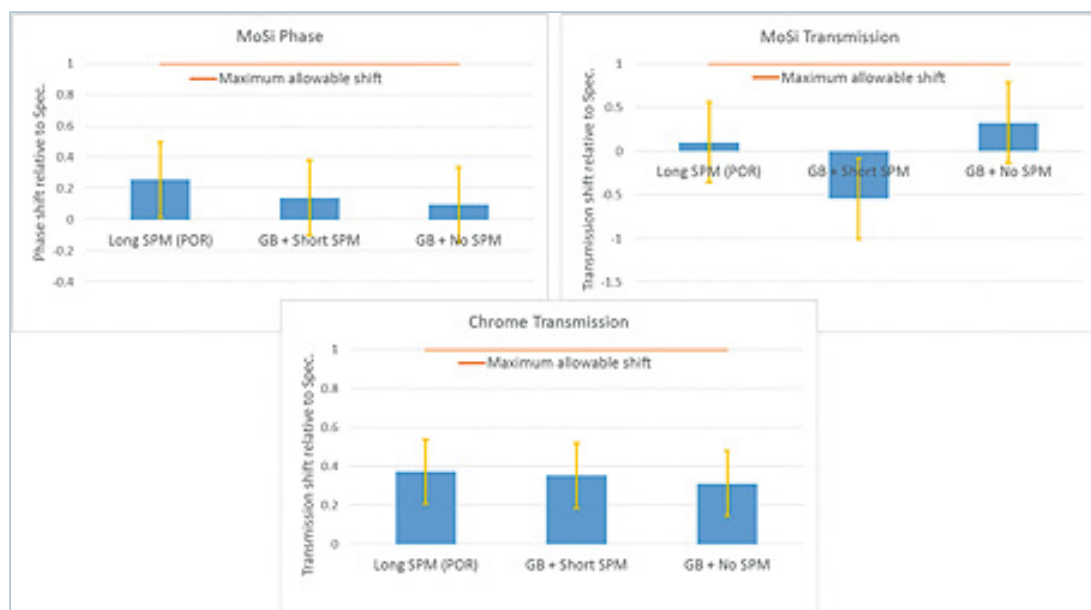 MoSi Phase
Phase shift relative to Spec.
1
0.8
0.6
0.4
0.2
0
-0.2
-0.4
Maximum allowable shift
Long SPM (POR)
GB + Short SPM
GB + No SPM
MoSi Transmission
Transmission shift relative to Spec.
1
0.5
0
-0.5
-1
-1.5
Maximum allowable shift
Long SPM (POR)
GB + Short SPM
GB + No SPM
Chrome Transmission
Transmission shift relative to Spec.
1
0.8
0.6
0.4
0.2
0
Maximum allowable shift
Long SPM (POR)
GB + Short SPM
GB + No SPM